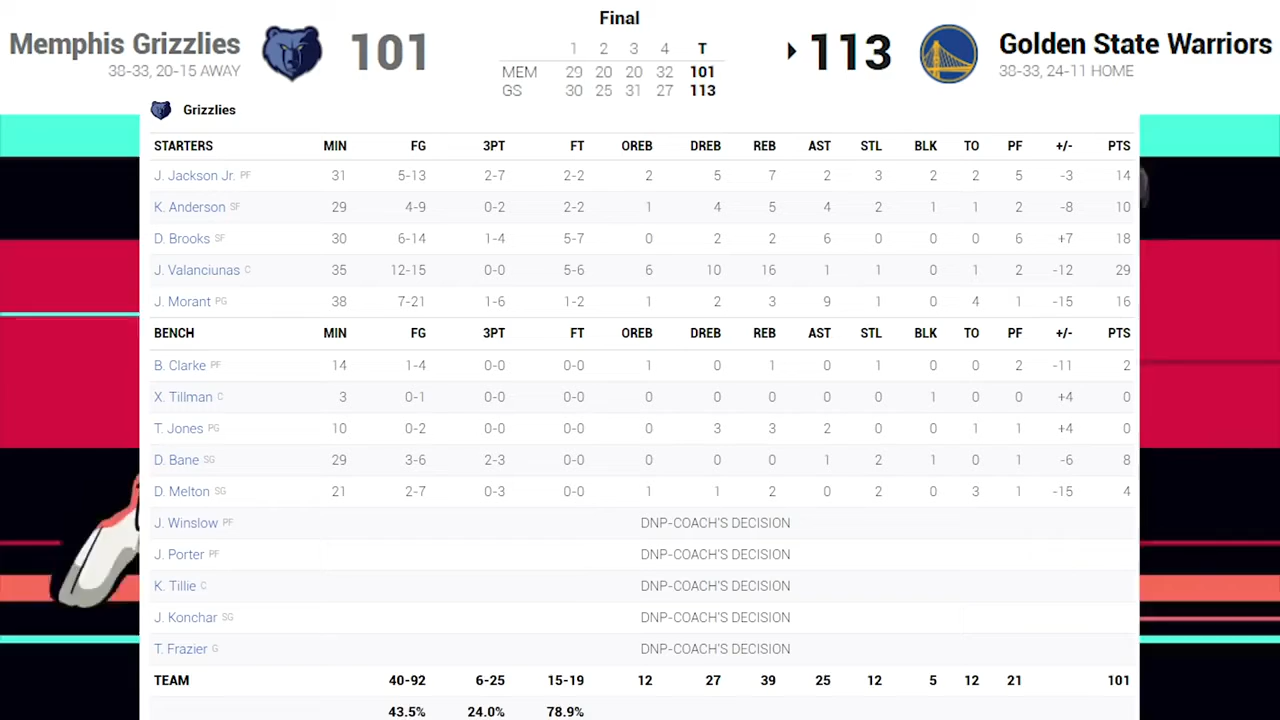 Final
Memphis Grizzlies 101 113 Golden State Warriors
38-33, 20-15 AWAY 38-33, 24-11 HOME
1 2 3 4 T
MEM 29 20 20 32 101
GS 30 25 31 27 113
Grizzlies
STARTERS MIN FG 3PT FT OREB DREB REB AST STL BLK TO PF +/- PTS
J. Jackson Jr. PF 31 5-13 2-7 2-2 2 5 7 2 3 2 2 5 -3 14
K. Anderson SF 29 4-9 0-2 2-2 1 4 5 4 2 1 1 2 -8 10
D. Brooks SF 30 6-14 1-4 5-7 0 2 2 6 0 0 0 6 +7 18
J. Valanciunas C 35 12-15 0-0 5-6 6 10 16 1 1 0 1 2 -12 29
J. Morant PG 38 7-21 1-6 1-2 1 2 3 9 1 0 4 1 -15 16
BENCH MIN FG 3PT FT OREB DREB REB AST STL BLK TO PF +/- PTS
B. Clarke PF 14 1-4 0-0 0-0 1 0 1 0 1 0 0 2 -11 2
X. Tillman C 3 0-1 0-0 0-0 0 0 0 0 0 1 0 0 +4 0
T. Jones PG 10 0-2 0-0 0-0 0 3 3 2 0 0 1 1 +4 0
D. Bane SG 29 3-6 2-3 0-0 0 0 0 1 2 1 0 1 -6 8
D. Melton SG 21 2-7 0-3 0-0 1 1 2 0 2 0 3 1 -15 4
J. Winslow PF DNP-COACH'S DECISION
J. Porter PF DNP-COACH'S DECISION
K. Tillie C DNP-COACH'S DECISION
J. Konchar SG DNP-COACH'S DECISION
T. Frazier G DNP-COACH'S DECISION
TEAM 40-92 6-25 15-19 12 27 39 25 12 5 12 21 101
43.5% 24.0% 78.9%